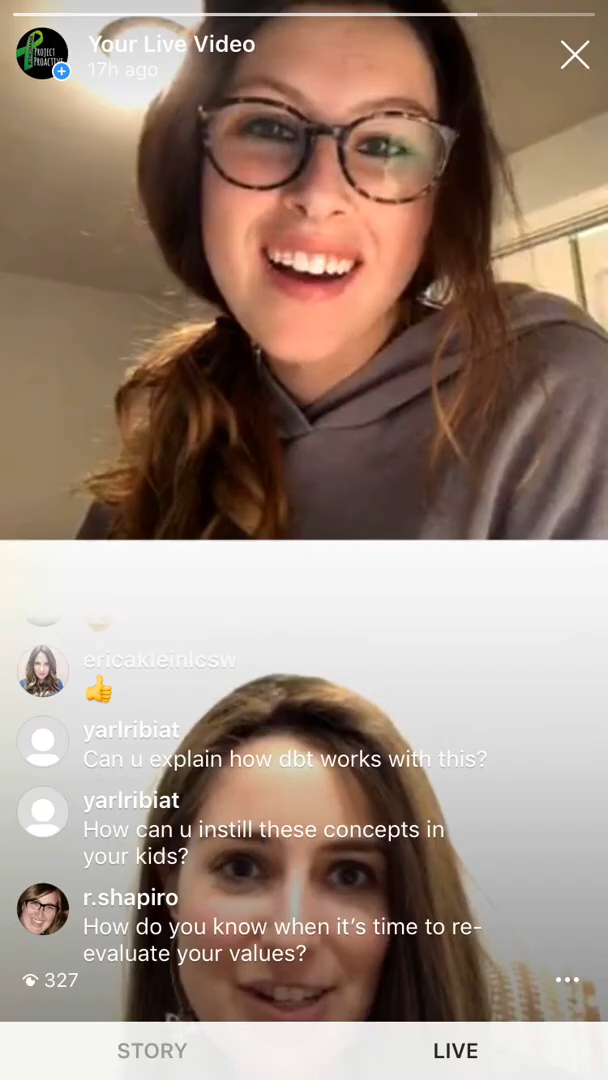 Your Live Video
17h ago
PROJECT
PROACTIVE
ericakleinlcsw
👍
yarlribiat
Can u explain how dbt works with this?
yarlribiat
How can u instill these concepts in
your kids?
r.shapiro
How do you know when it's time to re-
evaluate your values?
327
STORY
LIVE